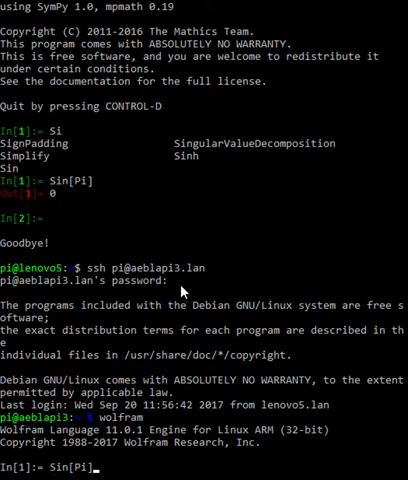 using SymPy 1.0, mpmath 0.19
Copyright (C) 2011-2016 The Mathics Team.
This program comes with ABSOLUTELY NO WARRANTY.
This is free software, and you are welcome to redistribute it
under certain conditions.
See the documentation for the full license.
Quit by pressing CONTROL-D
In[1]:= Si
SignPadding SingularValueDecomposition
Simplify Sinh
Sin
In[1]:= Sin[Pi]
Out[1]= 0
In[2]:=
Goodbye!
pi@lenovo5:~ $ ssh pi@aeblapi3.lan
pi@aeblapi3.lan's password:
The programs included with the Debian GNU/Linux system are free s
oftware;
the exact distribution terms for each program are described in th
e
individual files in /usr/share/doc/*/copyright.
Debian GNU/Linux comes with ABSOLUTELY NO WARRANTY, to the extent
permitted by applicable law.
Last login: Wed Sep 20 11:56:42 2017 from lenovo5.lan
pi@aeblapi3:~ $ wolfram
Wolfram Language 11.0.1 Engine for Linux ARM (32-bit)
Copyright 1988-2017 Wolfram Research, Inc.
In[1]:= Sin[Pi]